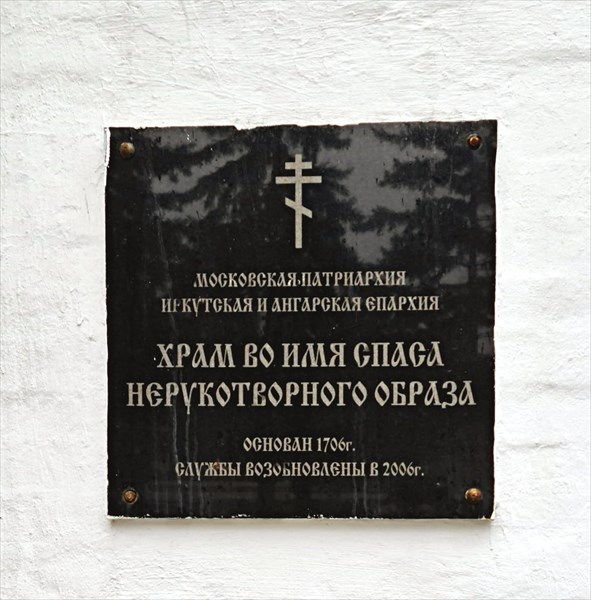 МОСКОВСКАЯ ПАТРИАРХИЯ
ИРКУТСКАЯ И АНГАРСКАЯ ЕПАРХИЯ
ХРАМ ВО ИМЯ СПАСА
НЕРУКОТВОРНОГО ОБРАЗА
ОСНОВАН 1706г.
СЛУЖБЫ ВОЗОБНОВЛЕНЫ В 2006г.